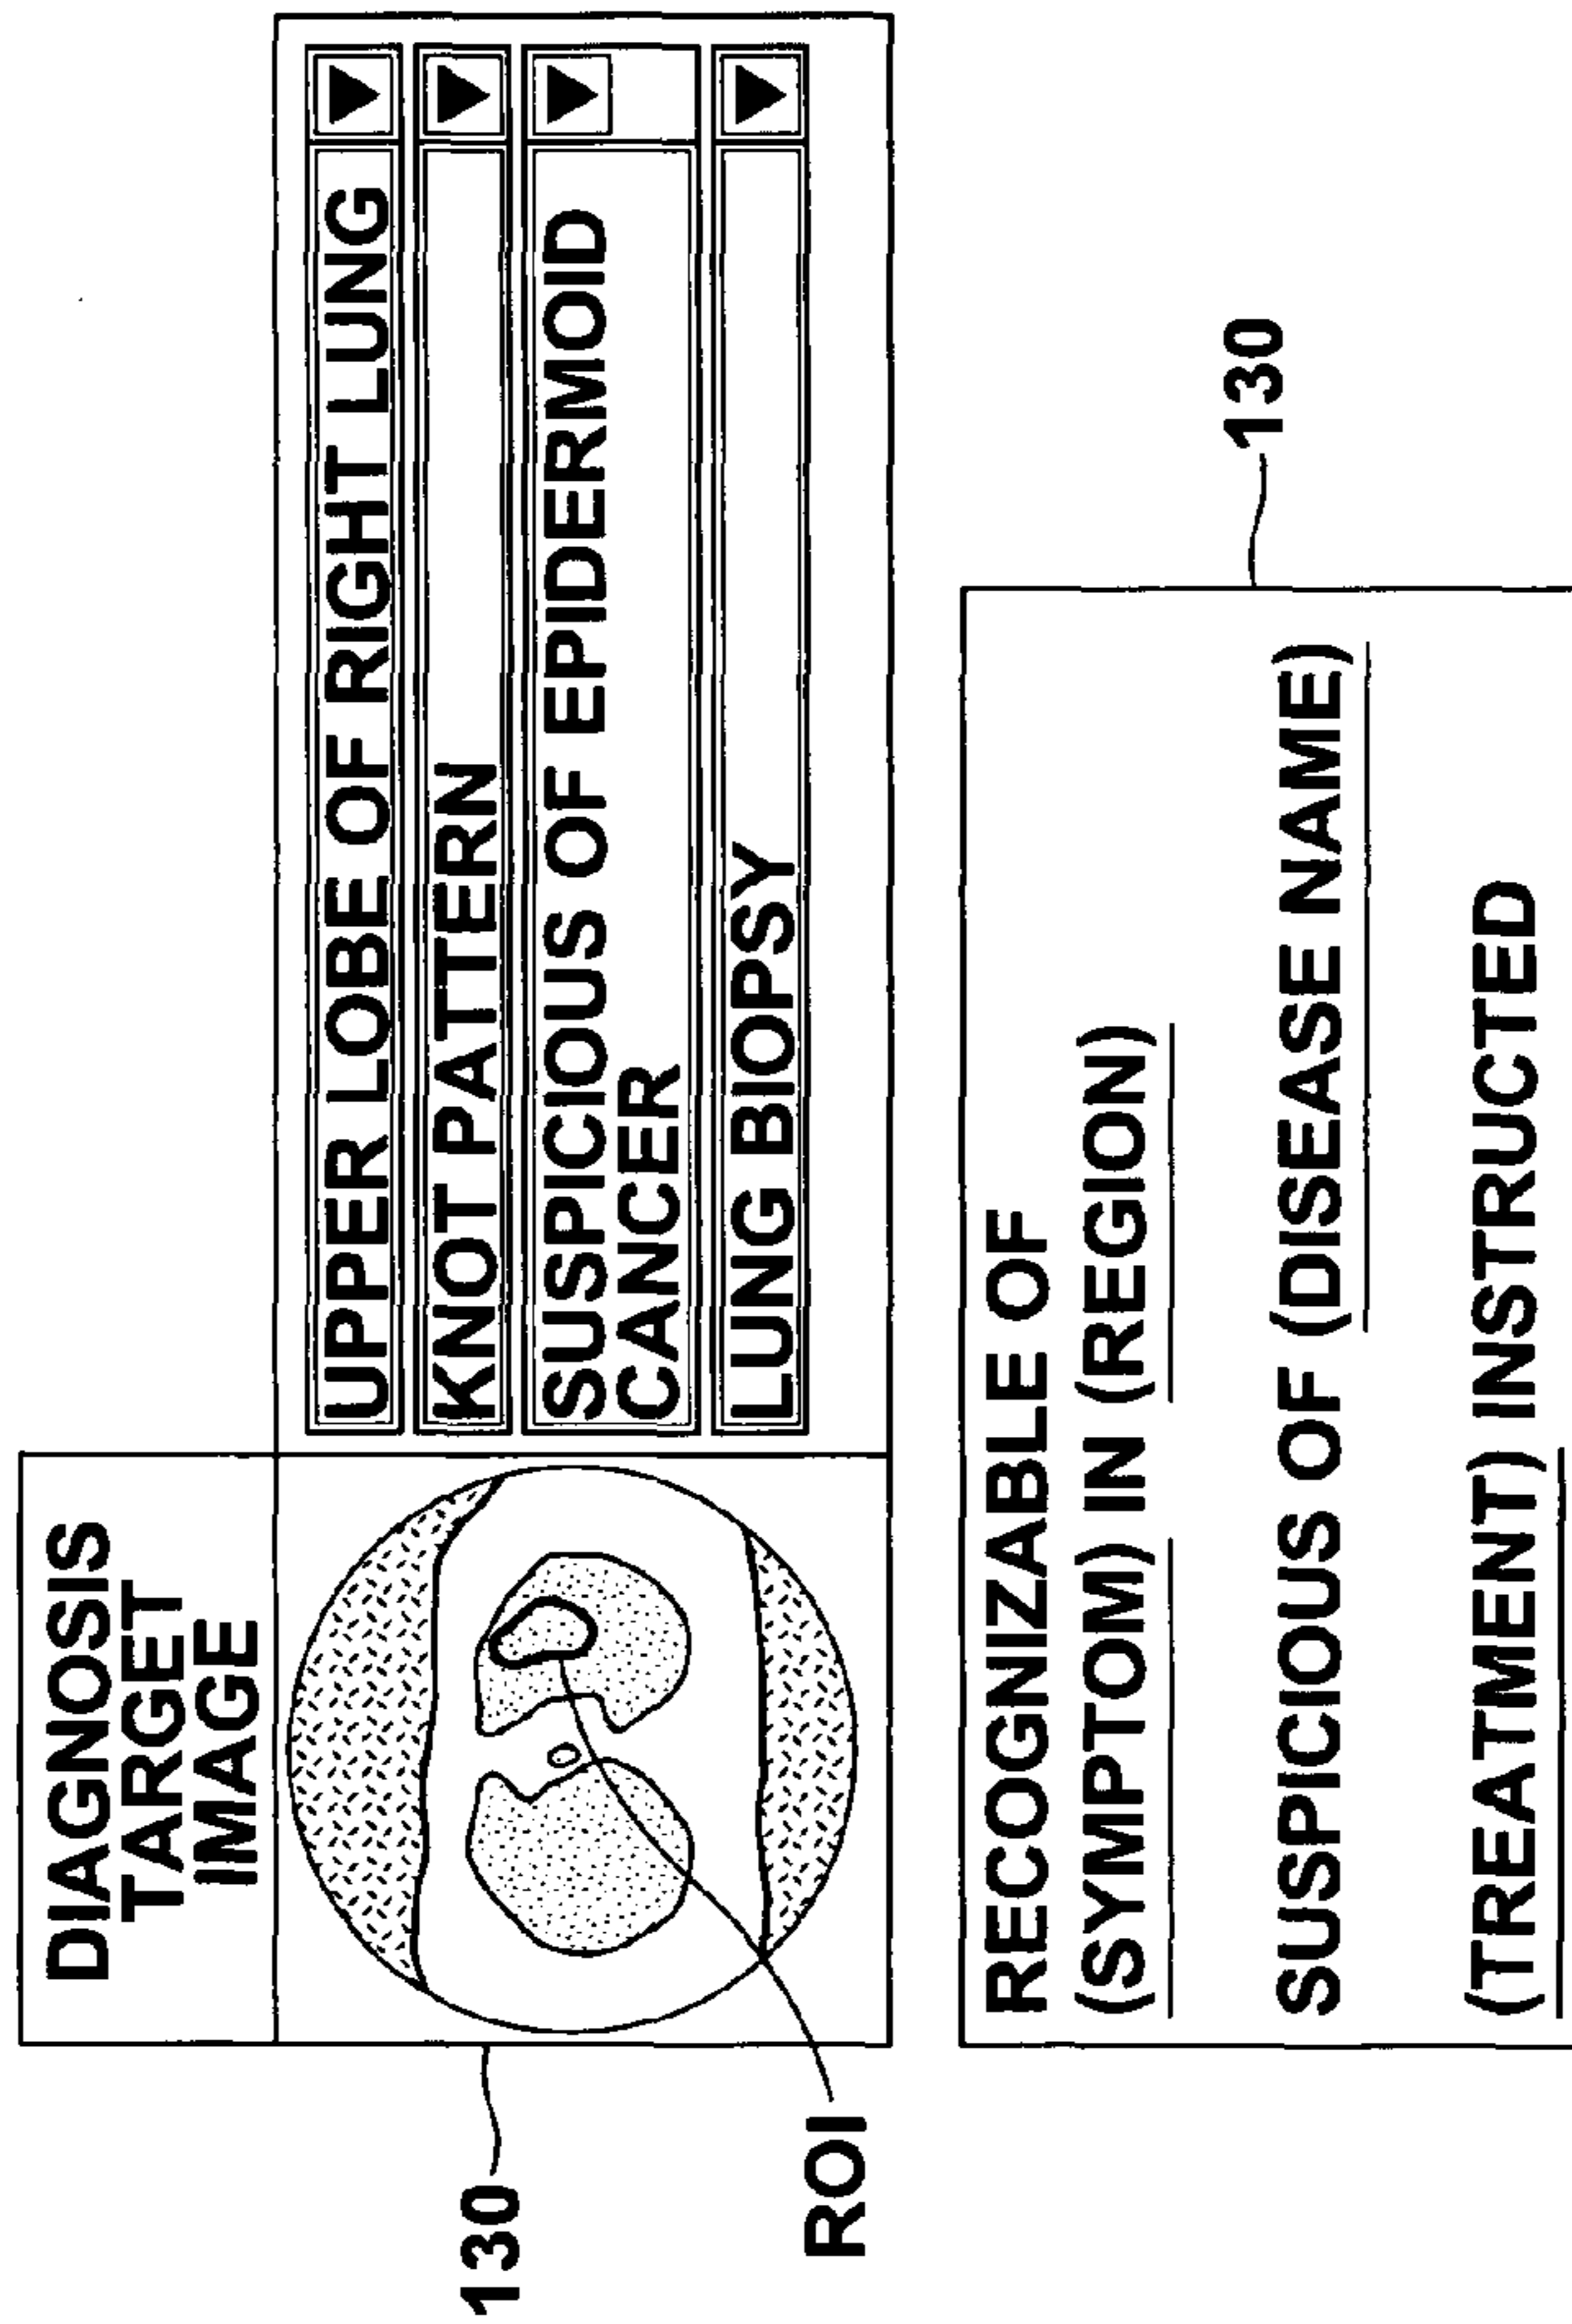 DIAGNOSIS
TARGET
IMAGE
UPPER LOBE OF RIGHT LUNG
KNOT PATTERN
SUSPICIOUS OF EPIDERMOID
CANCER
LUNG BIOPSY
130
ROI
RECOGNIZABLE OF
(SYMPTOM) IN (REGION)
SUSPICIOUS OF (DISEASE NAME)
(TREATMENT) INSTRUCTED
130